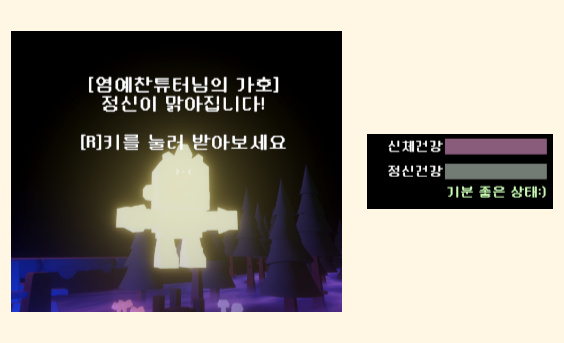 [염예찬튜터님의 가호]
정신이 맑아집니다!
[R]키를 눌러 받아보세요
신체건강
정신건강
기분 좋은 상태:)